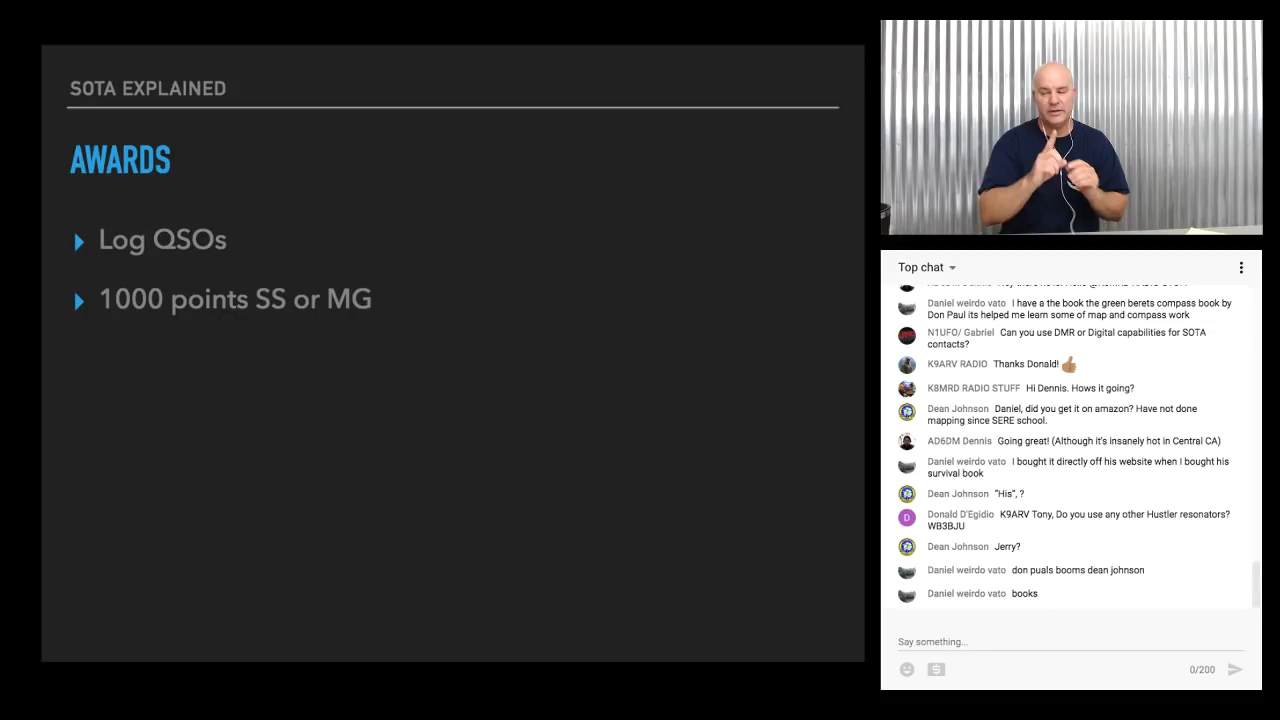 SOTA EXPLAINED
AWARDS
Log QSOs
1000 points SS or MG
Top chat
Daniel weirdo vato I have a the book the green berets compass book by
Don Paul its helped me learn some of map and compass work
N1UFO/ Gabriel Can you use DMR or Digital capabilities for SOTA
contacts?
K9ARV RADIO Thanks Donald! 👍🏽
K8MRD RADIO STUFF Hi Dennis. Hows it going?
Dean Johnson Daniel, did you get it on amazon? Have not done
mapping since SERE school.
AD6DM Dennis Going great! (Although it's insanely hot in Central CA)
Daniel weirdo vato I bought it directly off his website when I bought his
survival book
Dean Johnson "His", ?
D
Donald D'Egidio K9ARV Tony, Do you use any other Hustler resonators?
WB3BJU
Dean Johnson Jerry?
Daniel weirdo vato don puals booms dean johnson
Daniel weirdo vato books
Say something...
0/200